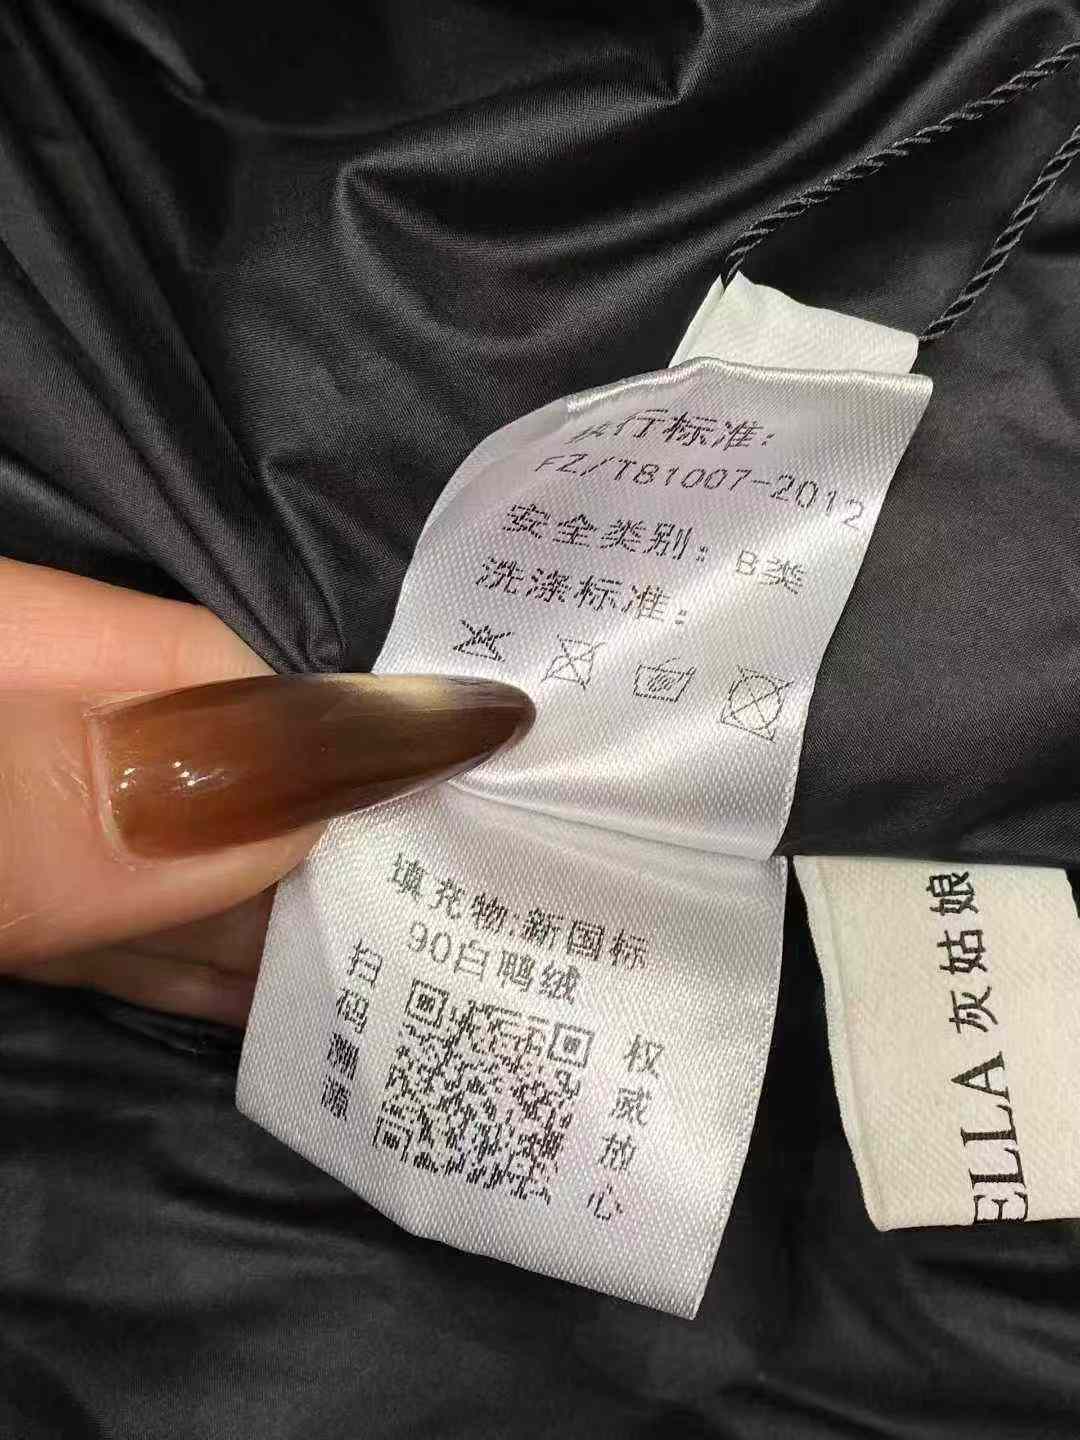 执行标准:
FZ/T81007-2012
安全类别: B类
洗涤标准:
填托物:新国标
90白鸭绒
扫码溯源
权威放心
ELLA 灰姑娘